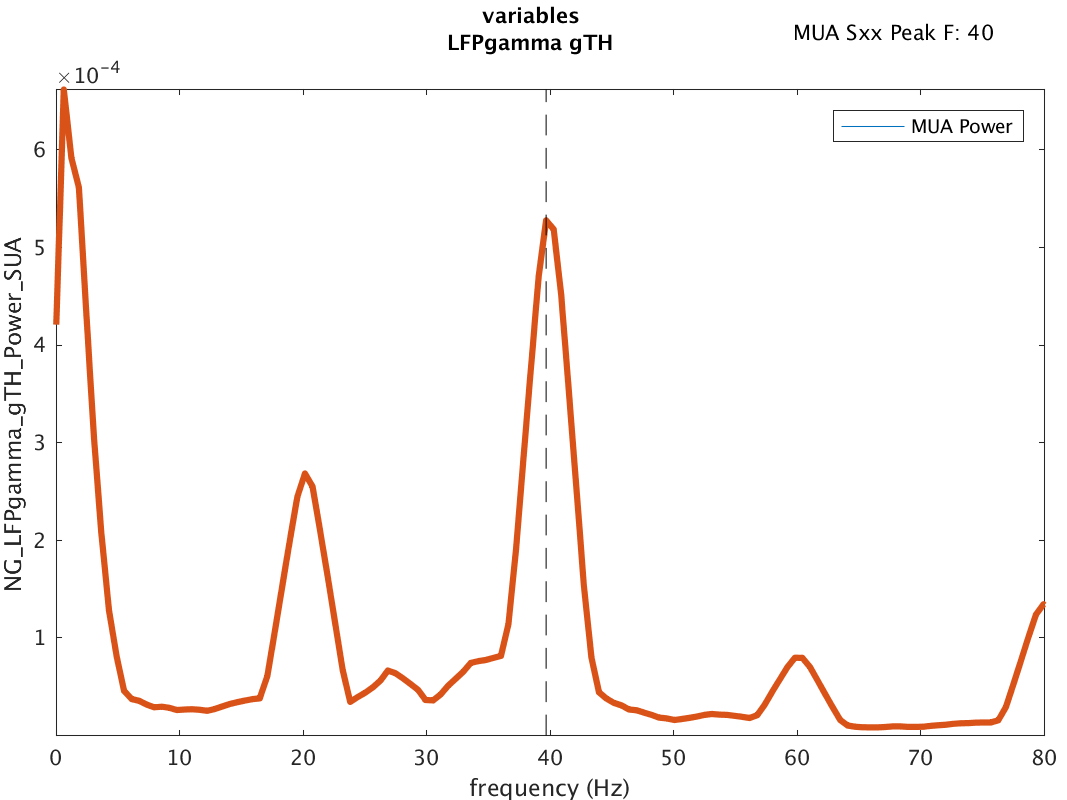 variables
LFPgamma gTH
MUA Sxx Peak F: 40
×10⁻⁴
MUA Power
6
5
4
3
2
1
NG_LFPgamma_gTH_Power_SUA
0 10 20 30 40 50 60 70 80
frequency (Hz)